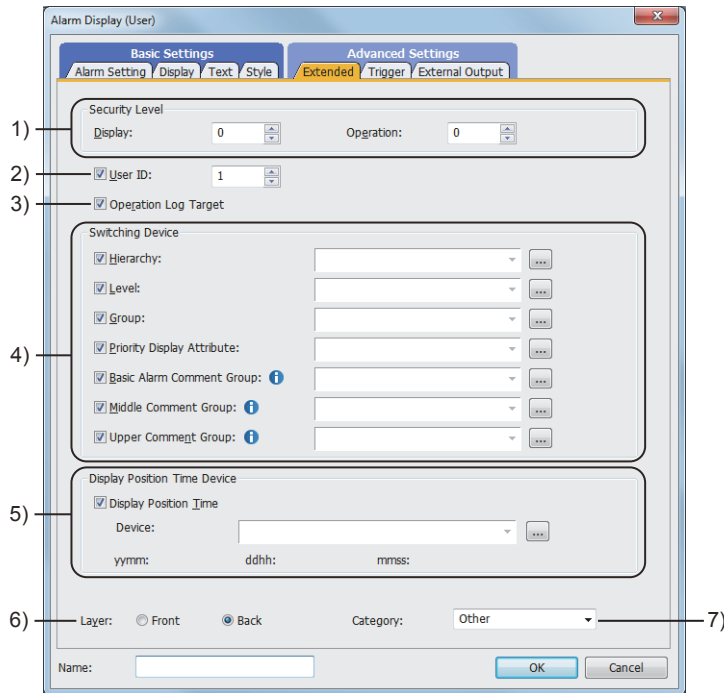 Alarm Display (User)
x
Basic Settings Advanced Settings
Alarm Setting Display Text Style Extended Trigger External Output
1)
Security Level
Display: 0 Operation: 0
2)
User ID: 1
3)
Operation Log Target
4)
Switching Device
Hierarchy: ...
Level: ...
Group: ...
Priority Display Attribute: ...
Basic Alarm Comment Group: i ...
Middle Comment Group: i ...
Upper Comment Group: i ...
5)
Display Position Time Device
Display Position Time
Device: ...
yymm: ddhh: mmss:
6) Layer: Front Back Category: Other 7)
Name: OK Cancel